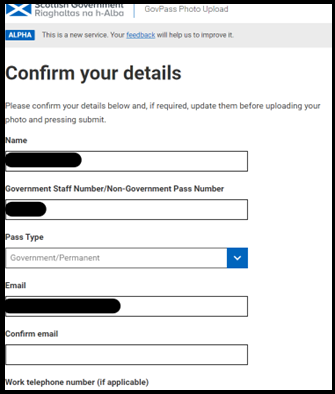 Scottish Government
Riaghaltas na h-Alba
GovPass Photo Upload
ALPHA This is a new service. Your feedback will help us to improve it.
Confirm your details
Please confirm your details below and, if required, update them before uploading your
photo and pressing submit.
Name
Government Staff Number/Non-Government Pass Number
Pass Type
Government/Permanent
Email
Confirm email
Work telephone number (if applicable)